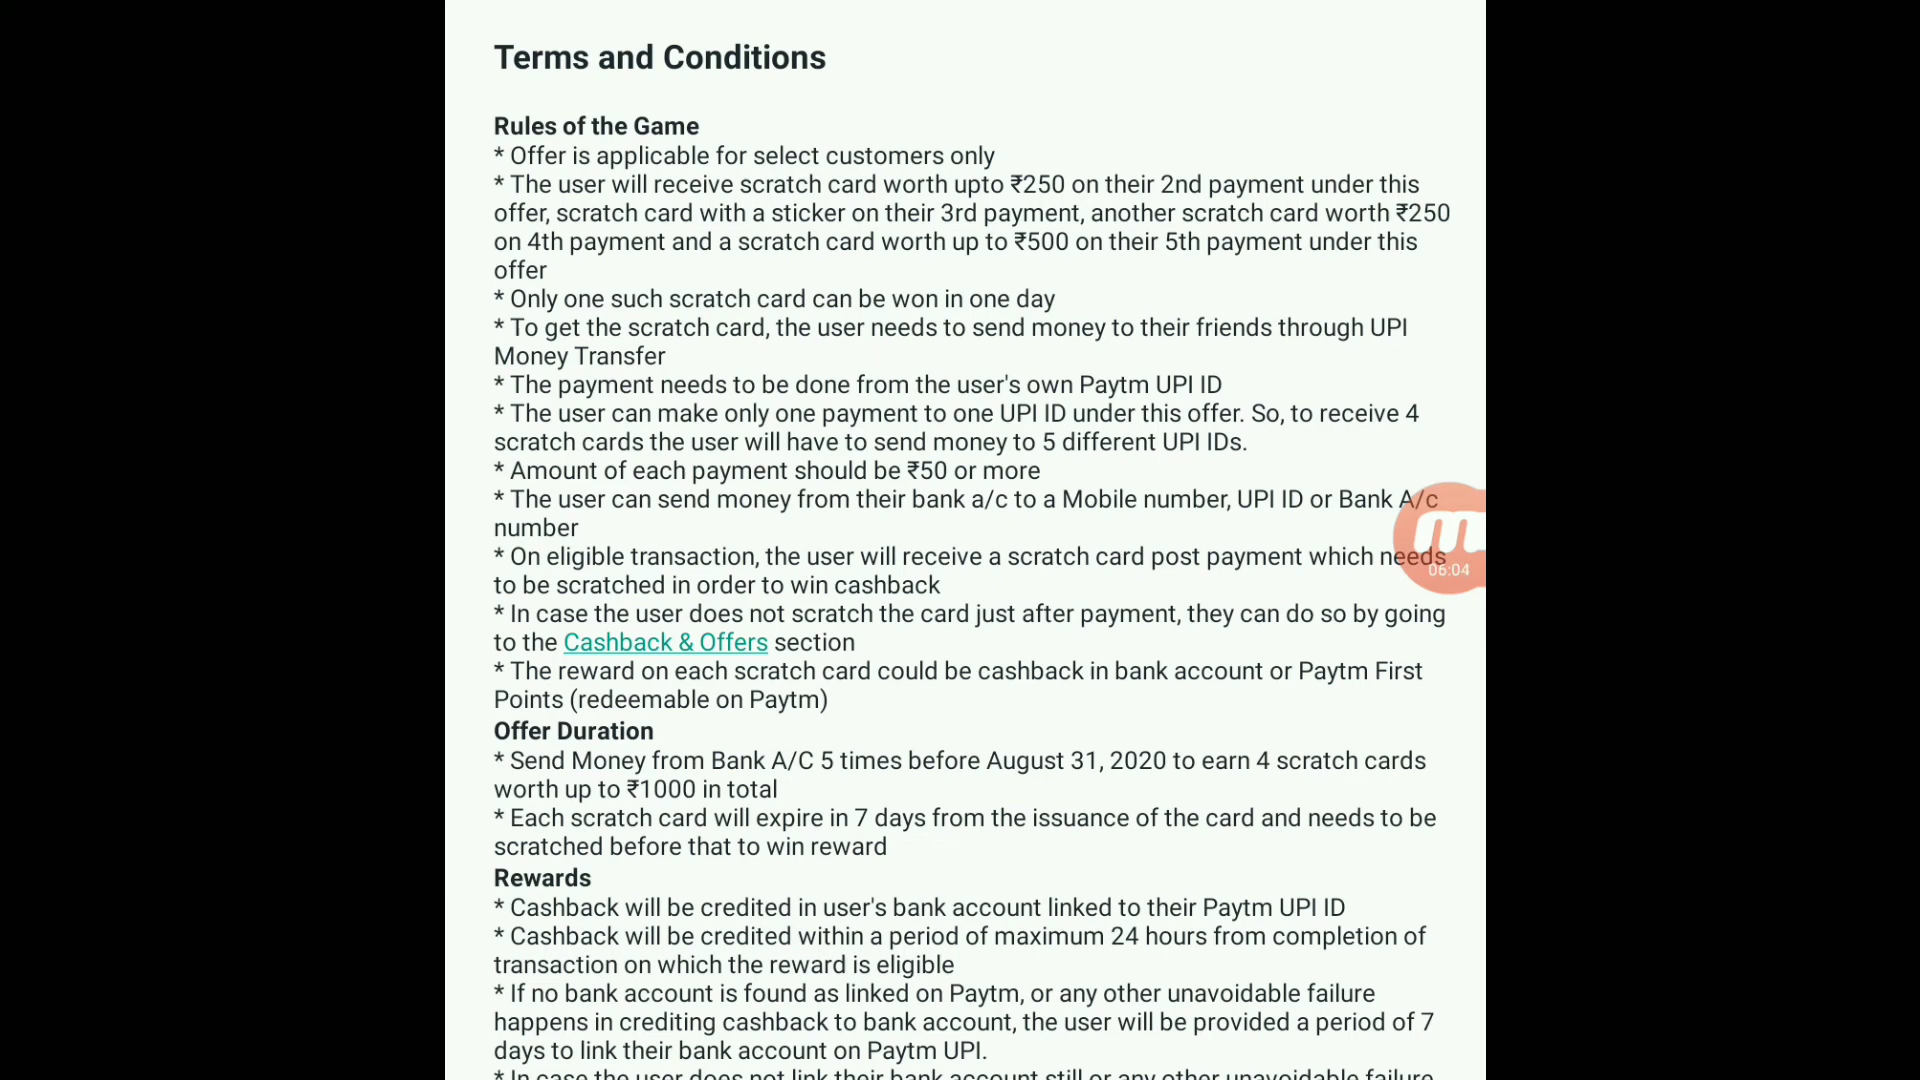 Terms and Conditions
Rules of the Game
* Offer is applicable for select customers only
* The user will receive scratch card worth upto ₹250 on their 2nd payment under this
offer, scratch card with a sticker on their 3rd payment, another scratch card worth ₹250
on 4th payment and a scratch card worth up to ₹500 on their 5th payment under this
offer
* Only one such scratch card can be won in one day
* To get the scratch card, the user needs to send money to their friends through UPI
Money Transfer
* The payment needs to be done from the user's own Paytm UPI ID
* The user can make only one payment to one UPI ID under this offer. So, to receive 4
scratch cards the user will have to send money to 5 different UPI IDs.
* Amount of each payment should be ₹50 or more
* The user can send money from their bank a/c to a Mobile number, UPI ID or Bank A/c
number
* On eligible transaction, the user will receive a scratch card post payment which needs
06:04
to be scratched in order to win cashback
* In case the user does not scratch the card just after payment, they can do so by going
to the Cashback & Offers section
* The reward on each scratch card could be cashback in bank account or Paytm First
Points (redeemable on Paytm)
Offer Duration
* Send Money from Bank A/C 5 times before August 31, 2020 to earn 4 scratch cards
worth up to ₹1000 in total
* Each scratch card will expire in 7 days from the issuance of the card and needs to be
scratched before that to win reward
Rewards
* Cashback will be credited in user's bank account linked to their Paytm UPI ID
* Cashback will be credited within a period of maximum 24 hours from completion of
transaction on which the reward is eligible
* If no bank account is found as linked on Paytm, or any other unavoidable failure
happens in crediting cashback to bank account, the user will be provided a period of 7
days to link their bank account on Paytm UPI.
* In case the user does not link their bank account still or any other unavoidable failure